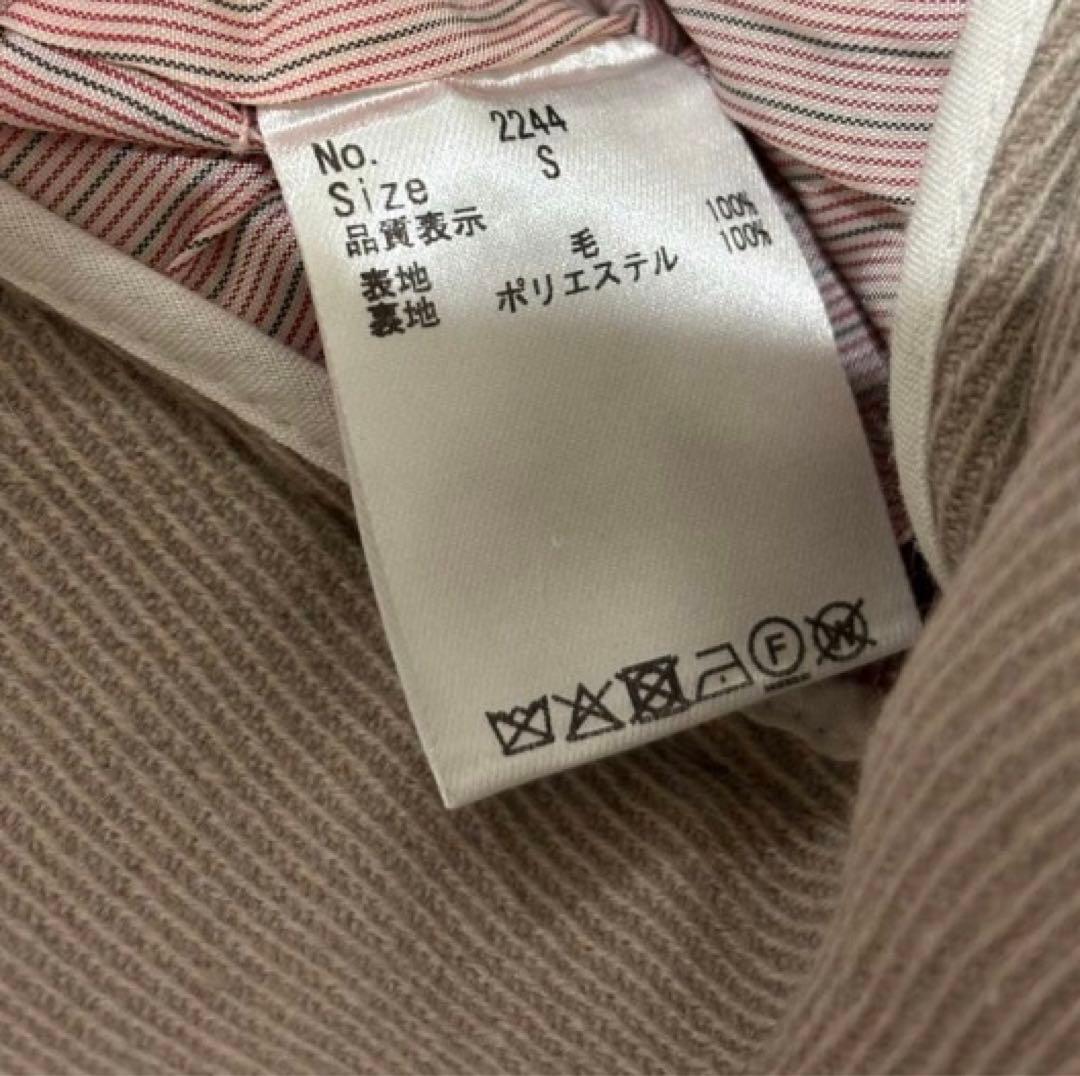 No. 2244
Size S
品質表示
表地 毛 100%
裏地 ポリエステル 100%
F W